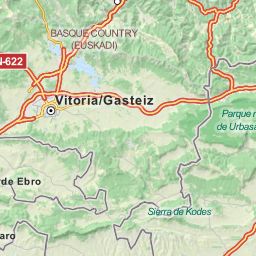 BASQUE COUNTRY
(EUSKADI)
N-622
Vitoria/Gasteiz
Parque n
de Urbasa
de Ebro
Sierra de Kodes
aro